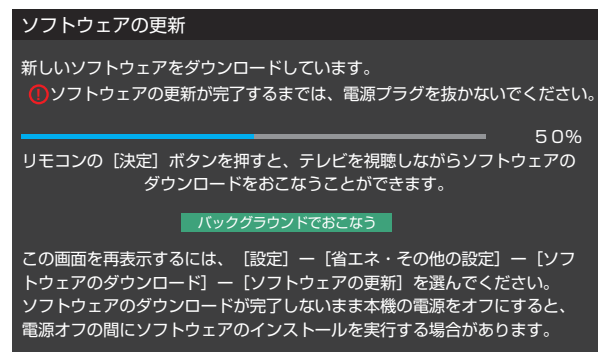 ソフトウェアの更新
新しいソフトウェアをダウンロードしています。
!ソフトウェアの更新が完了するまでは、電源プラグを抜かないでください。
50%
リモコンの［決定］ボタンを押すと、テレビを視聴しながらソフトウェアの
ダウンロードをおこなうことができます。
バックグラウンドでおこなう
この画面を再表示するには、［設定］ー［省エネ・その他の設定］ー［ソフ
トウェアのダウンロード］ー［ソフトウェアの更新］を選んでください。
ソフトウェアのダウンロードが完了しないまま本機の電源をオフにすると、
電源オフの間にソフトウェアのインストールを実行する場合があります。